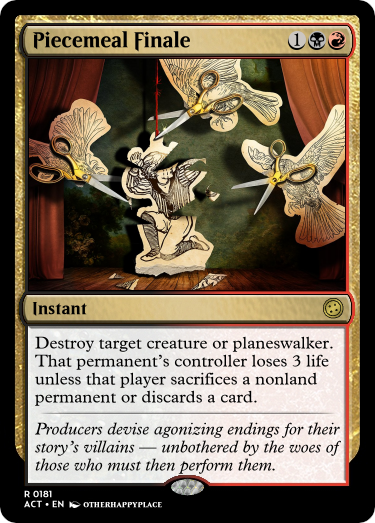 Piecemeal Finale 1
Instant
Destroy target creature or planeswalker.
That permanent's controller loses 3 life
unless that player sacrifices a nonland
permanent or discards a card.
Producers devise agonizing endings for their
story's villains — unbothered by the woes of
those who must then perform them.
R 0181
ACT • EN OTHERHAPPYPLACE